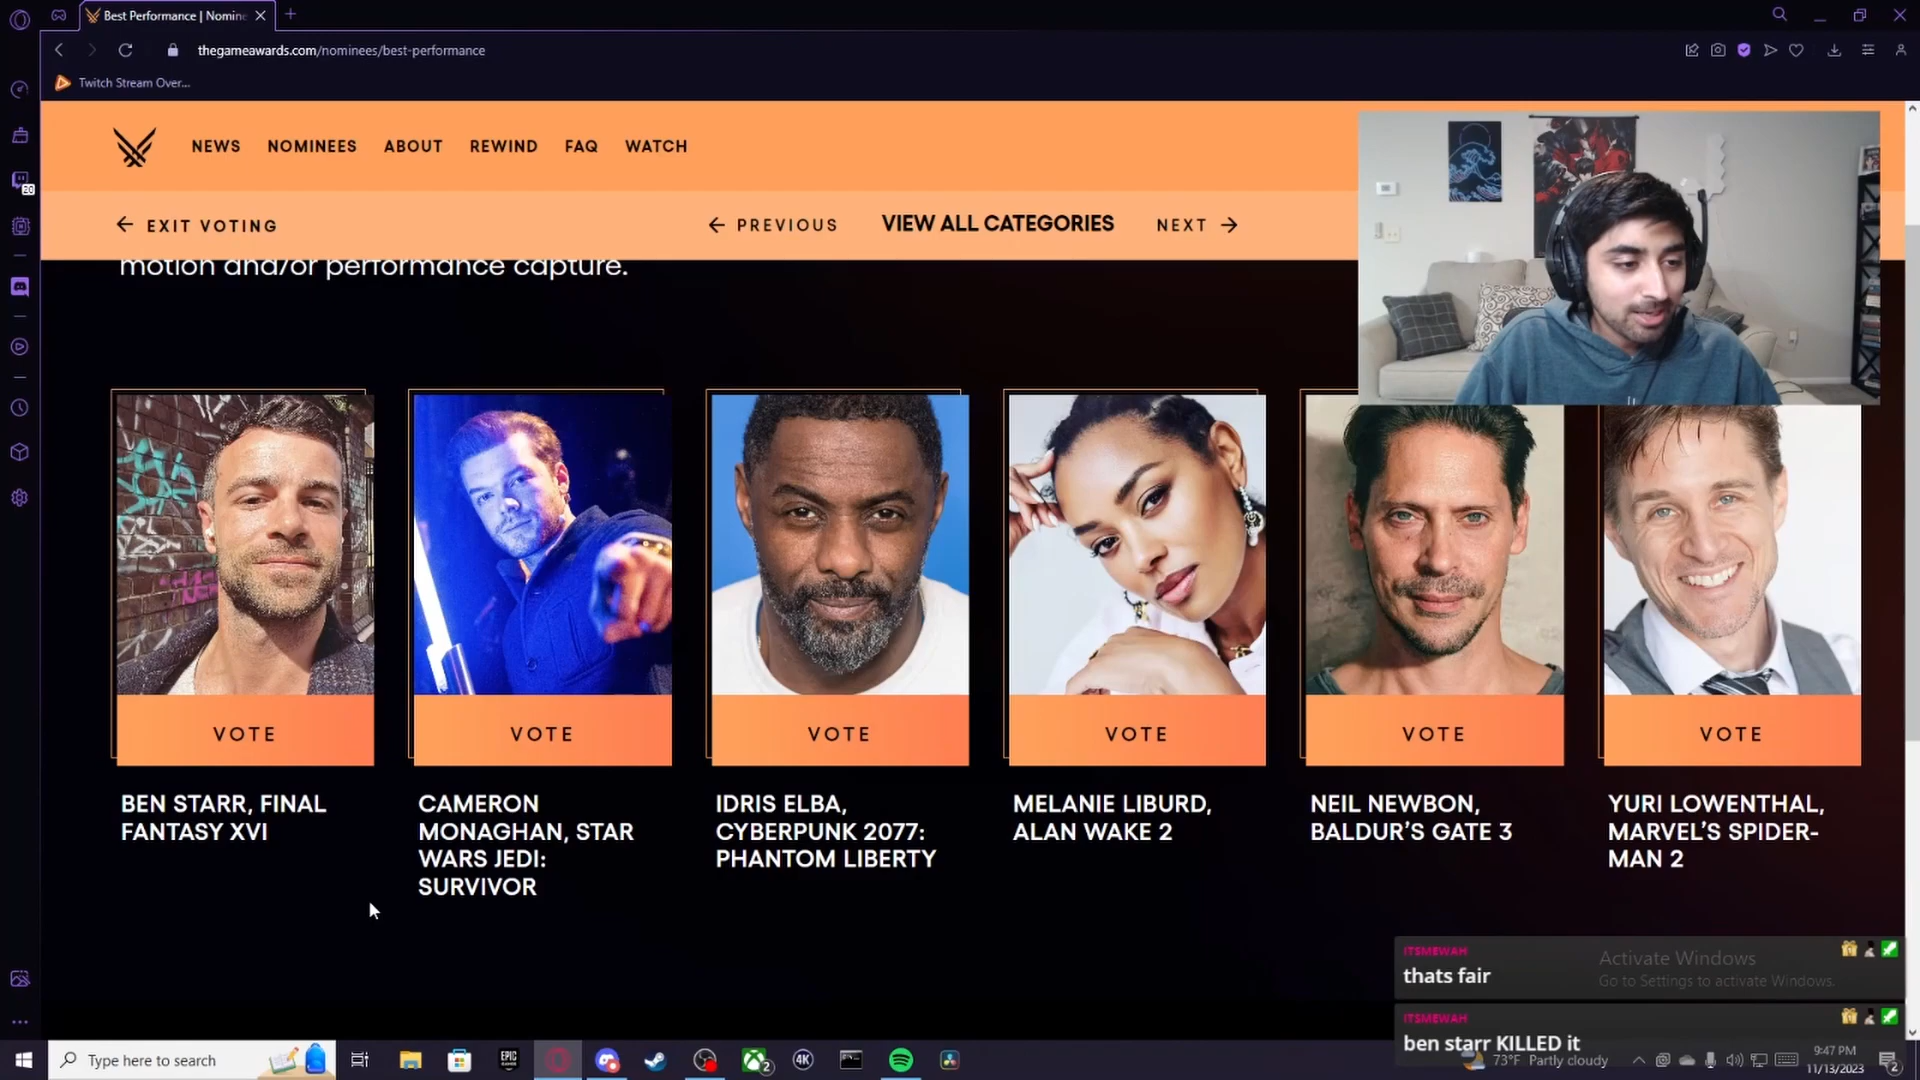 Best Performance | Nomine
thegameawards.com/nominees/best-performance
Twitch Stream Over...
NEWS NOMINEES ABOUT REWIND FAQ WATCH
EXIT VOTING
PREVIOUS VIEW ALL CATEGORIES NEXT
motion and/or performance capture.
20
VOTE VOTE VOTE VOTE VOTE VOTE
BEN STARR, FINAL
FANTASY XVI
CAMERON
MONAGHAN, STAR
WARS JEDI:
SURVIVOR
IDRIS ELBA,
CYBERPUNK 2077:
PHANTOM LIBERTY
MELANIE LIBURD,
ALAN WAKE 2
NEIL NEWBON,
BALDUR’S GATE 3
YURI LOWENTHAL,
MARVEL’S SPIDER-
MAN 2
ITSMEWAH
thats fair
Activate Windows
Go to Settings to activate Windows.
ITSMEWAH
ben starr KILLED it
Type here to search
EPIC
2
4K
73°F Partly cloudy
9:47 PM
11/13/2023
2